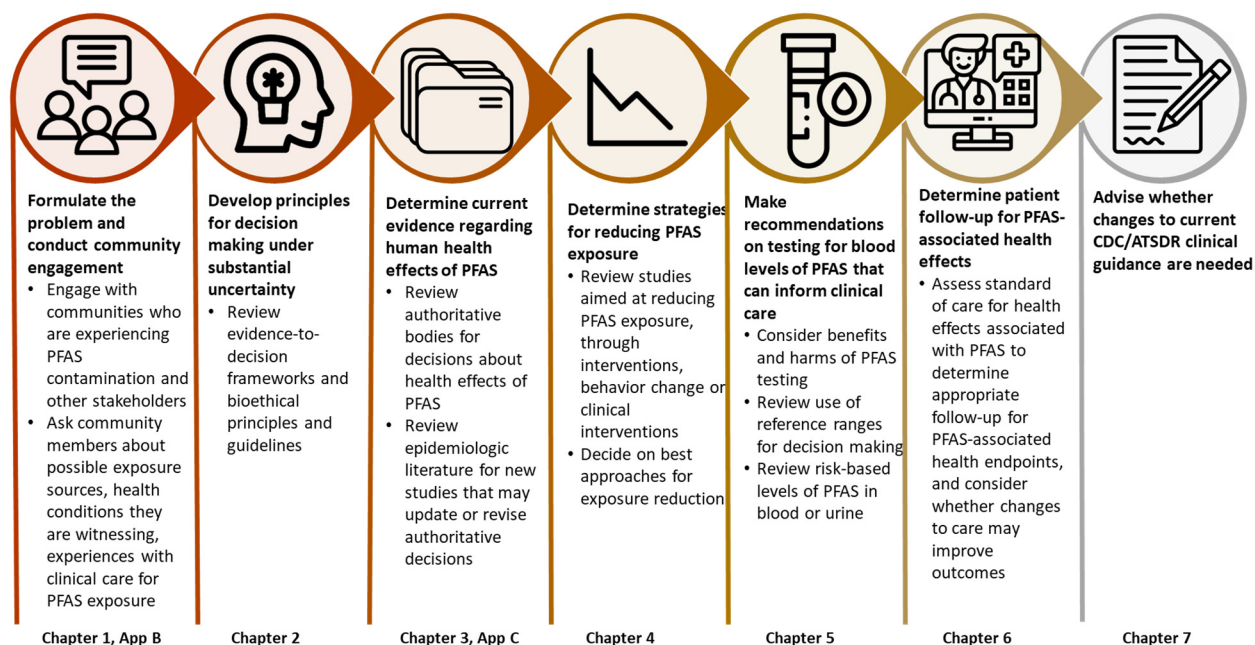 Formulate the
problem and
conduct community
engagement
• Engage with
communities who
are experiencing
PFAS
contamination and
other stakeholders
• Ask community
members about
possible exposure
sources, health
conditions they
are witnessing,
experiences with
clinical care for
PFAS exposure
Chapter 1, App B
Develop principles
for decision
making under
substantial
uncertainty
• Review
evidence-to-
decision
frameworks and
bioethical
principles and
guidelines
Chapter 2
Determine current
evidence regarding
human health
effects of PFAS
• Review
authoritative
bodies for
decisions about
health effects of
PFAS
• Review
epidemiologic
literature for new
studies that may
update or revise
authoritative
decisions
Chapter 3, App C
Determine strategies
for reducing PFAS
exposure
• Review studies
aimed at reducing
PFAS exposure,
through
interventions,
behavior change or
clinical
interventions
• Decide on best
approaches for
exposure reduction
Chapter 4
Make
recommendations
on testing for blood
levels of PFAS that
can inform clinical
care
• Consider benefits
and harms of PFAS
testing
• Review use of
reference ranges
for decision making
• Review risk-based
levels of PFAS in
blood or urine
Chapter 5
Determine patient
follow-up for PFAS-
associated health
effects
• Assess standard
of care for health
effects associated
with PFAS to
determine
appropriate
follow-up for
PFAS-associated
health endpoints,
and consider
whether changes
to care may
improve
outcomes
Chapter 6
Advise whether
changes to current
CDC/ATSDR clinical
guidance are needed
Chapter 7